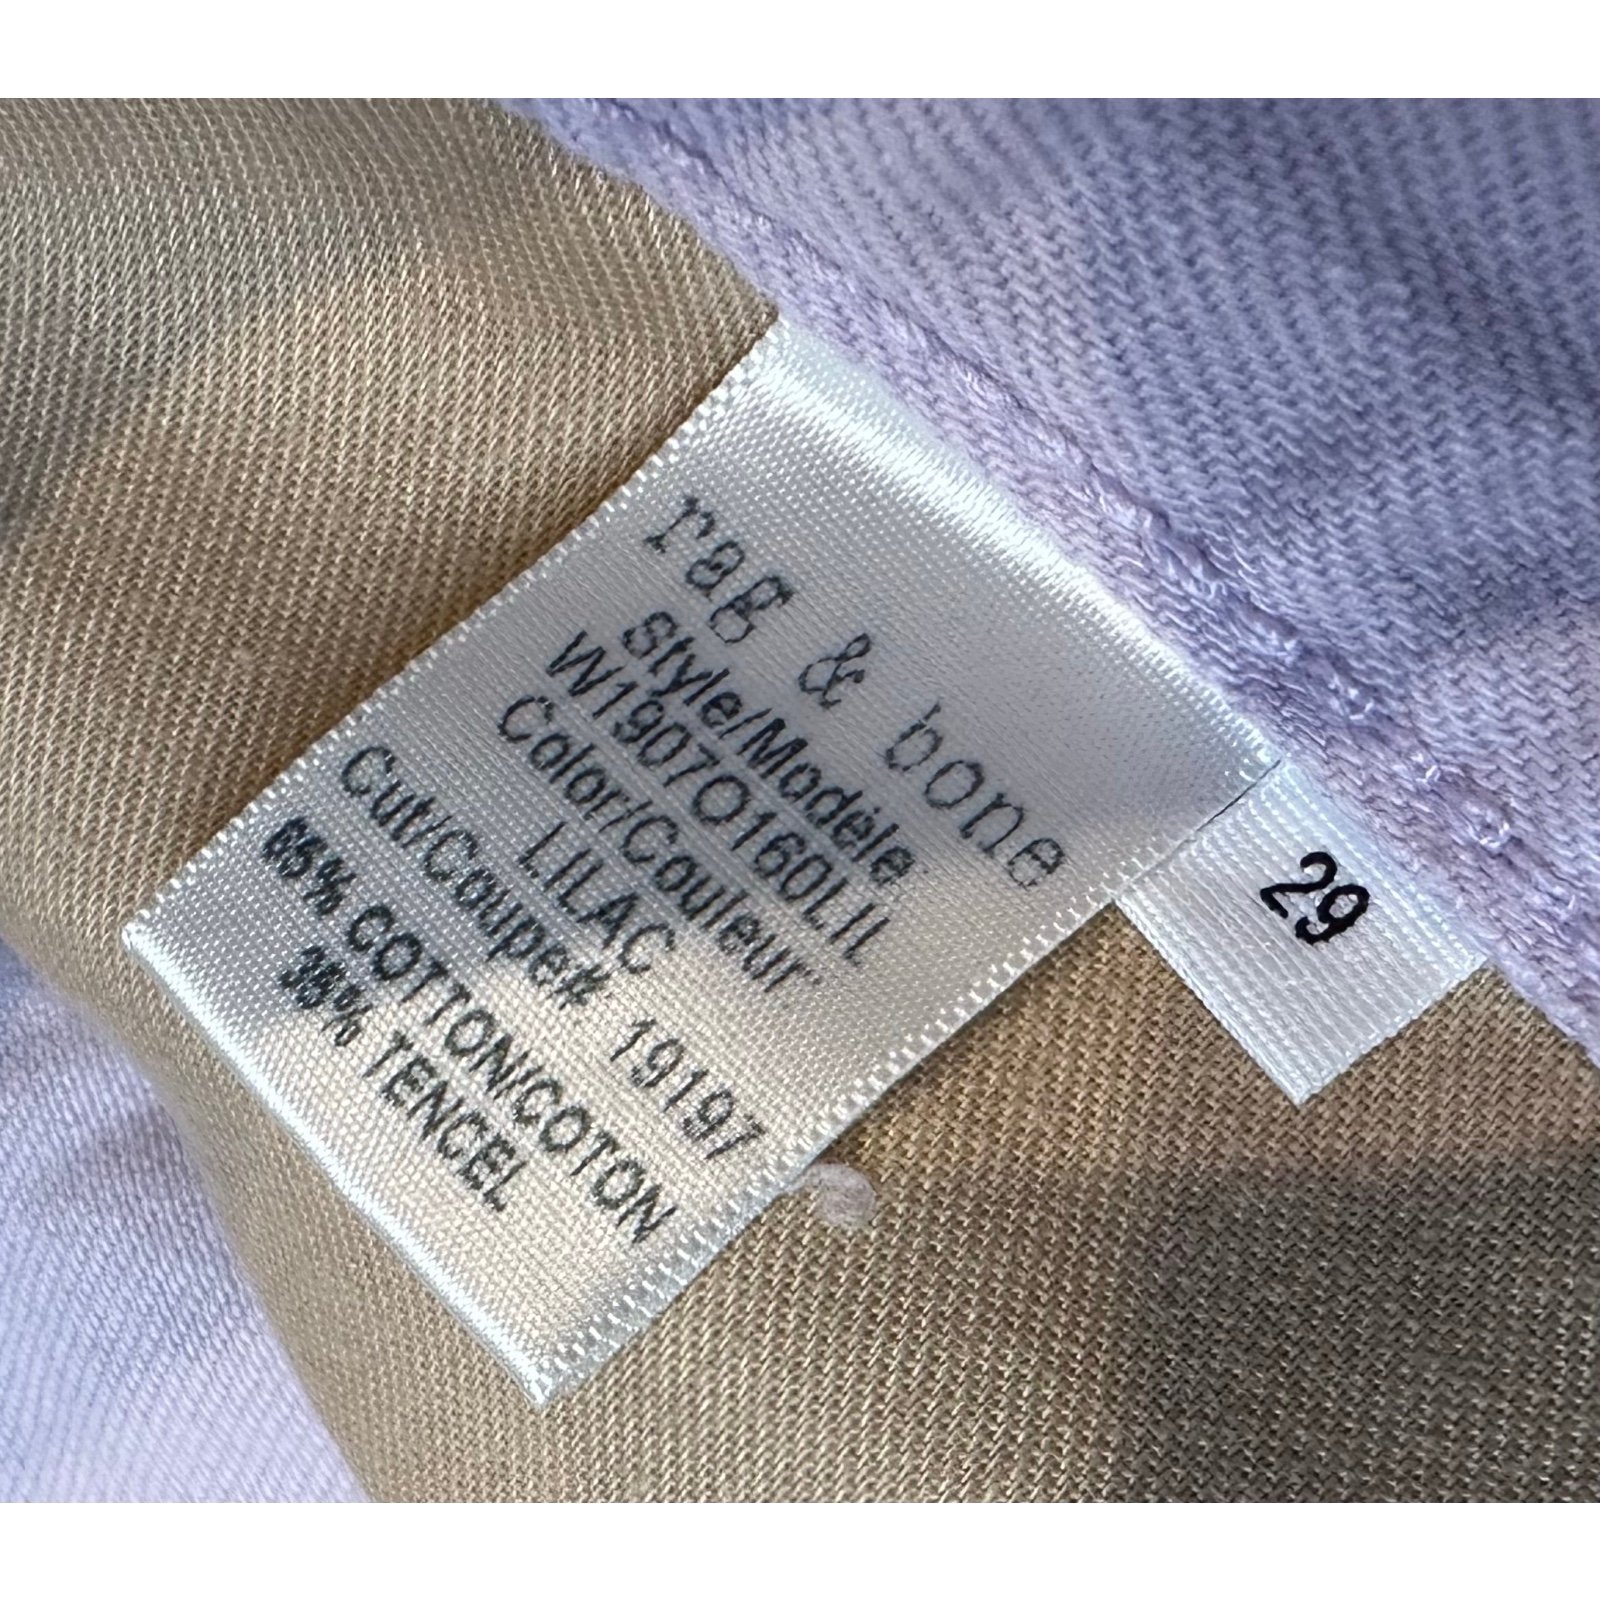 rag & bone
Style/Modèle
W1907O160LIL
Color/Couleur
LILAC
Cut/Coupe# 19197
65% COTTON/COTON
35% TENCEL
29